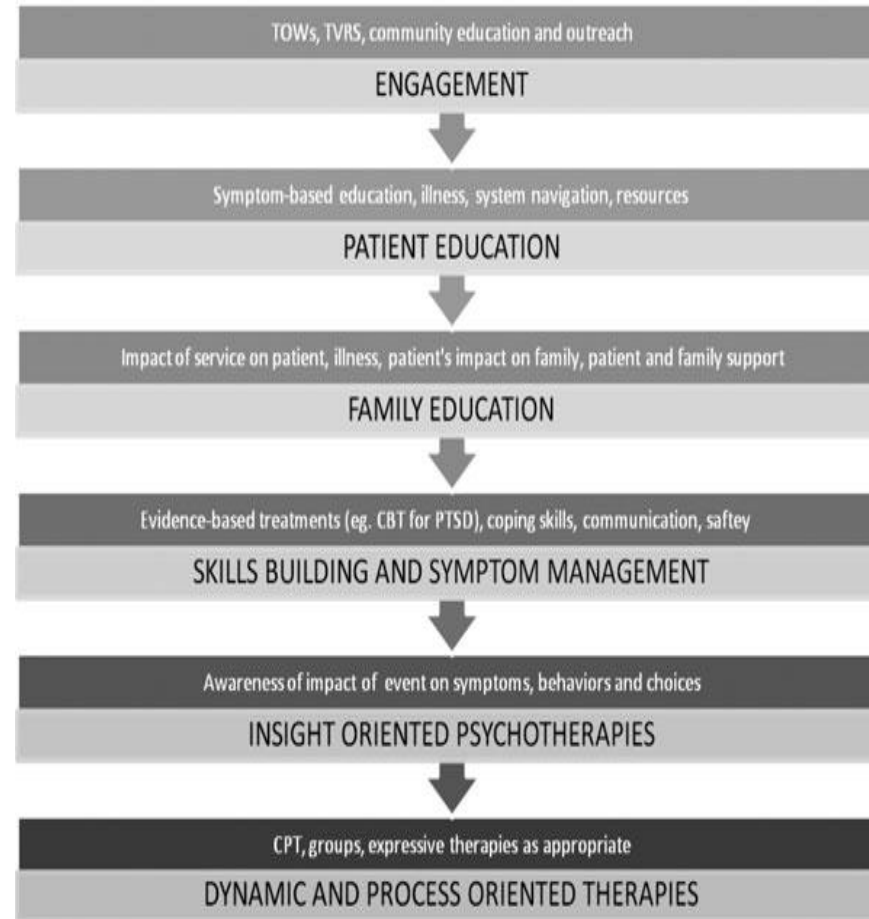 TOWs, TVRS, community education and outreach
ENGAGEMENT
Symptom-based education, illness, system navigation, resources
PATIENT EDUCATION
Impact of service on patient, illness, patient's impact on family, patient and family support
FAMILY EDUCATION
Evidence-based treatments (eg. CBT for PTSD), coping skills, communication, saftey
SKILLS BUILDING AND SYMPTOM MANAGEMENT
Awareness of impact of event on symptoms, behaviors and choices
INSIGHT ORIENTED PSYCHOTHERAPIES
CPT, groups, expressive therapies as appropriate
DYNAMIC AND PROCESS ORIENTED THERAPIES